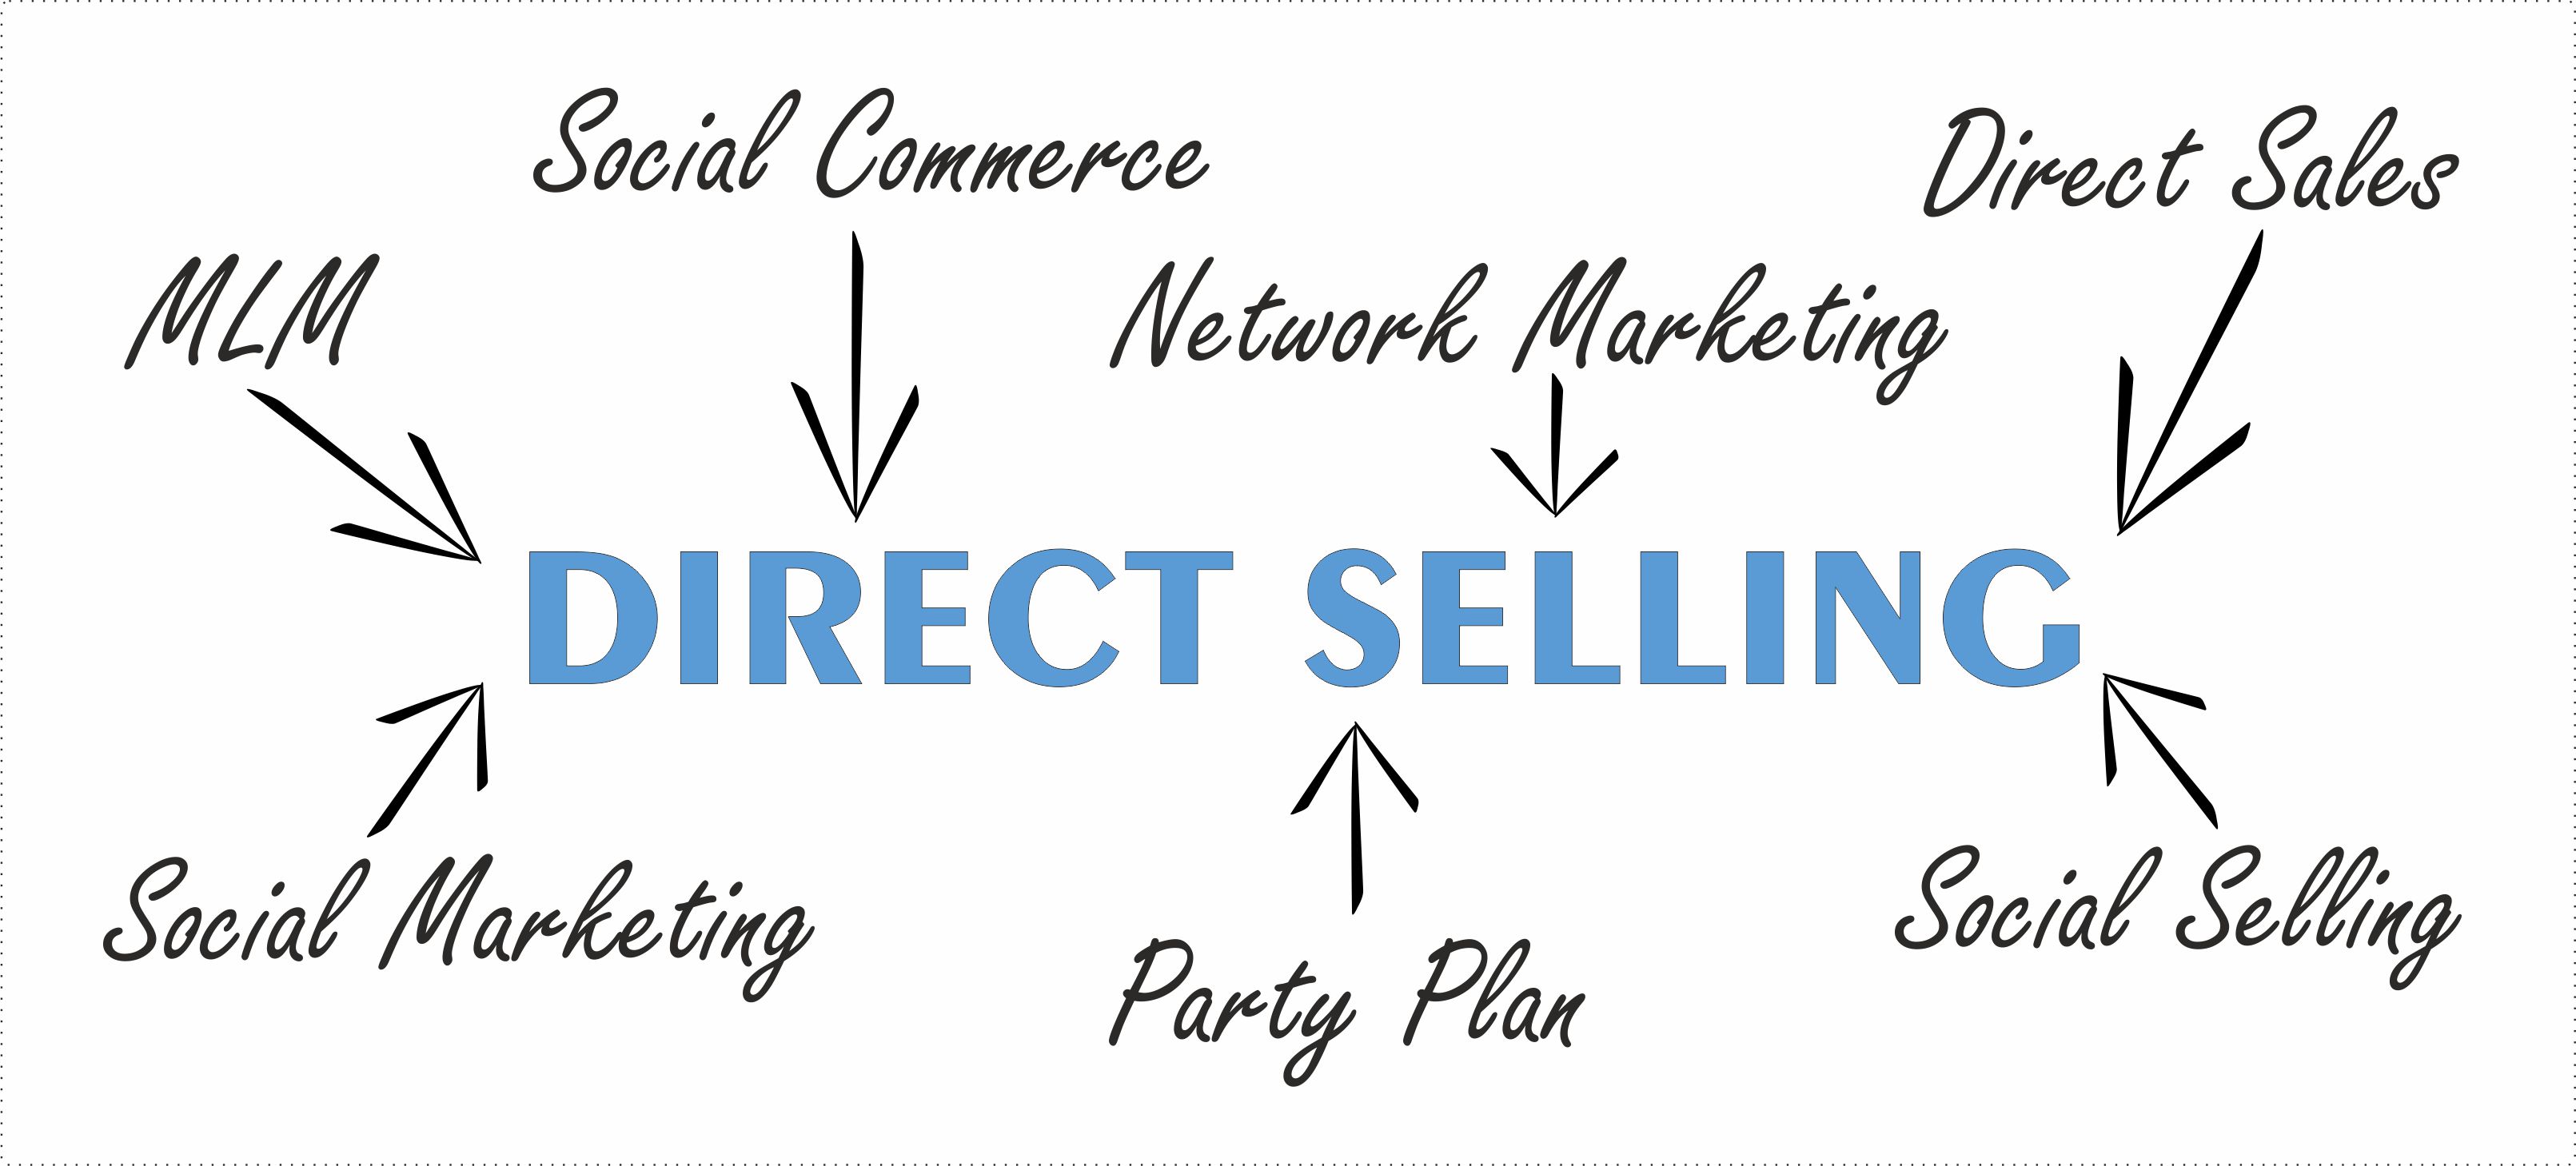 Social Commerce
Direct Sales
MLM
Network Marketing
DIRECT SELLING
Social Marketing
Party Plan
Social Selling